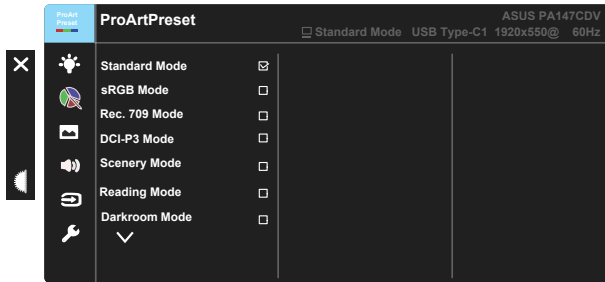 ProArt
Preset
ProArtPreset
ASUS PA147CDV
Standard Mode USB Type-C1 1920x550@ 60Hz
Standard Mode
sRGB Mode
Rec. 709 Mode
DCI-P3 Mode
Scenery Mode
Reading Mode
Darkroom Mode